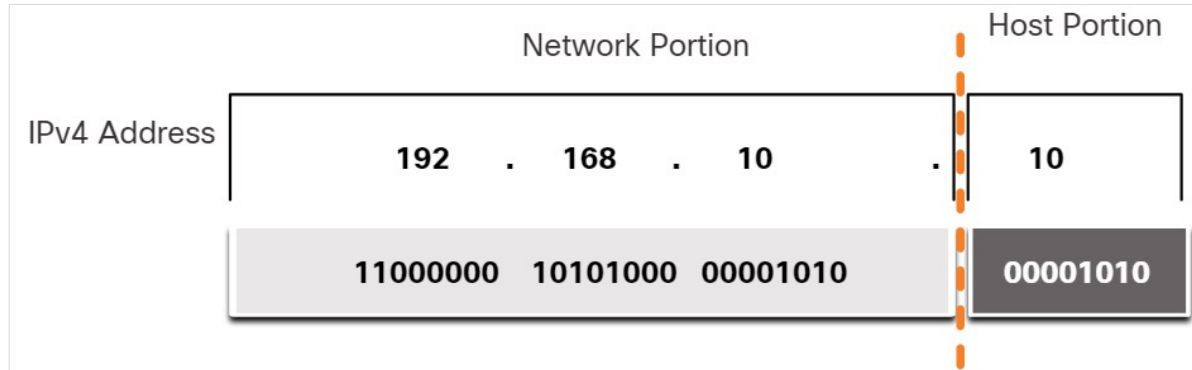 Network Portion
Host Portion
IPv4 Address
192 . 168 . 10 . 10
11000000 10101000 00001010 00001010